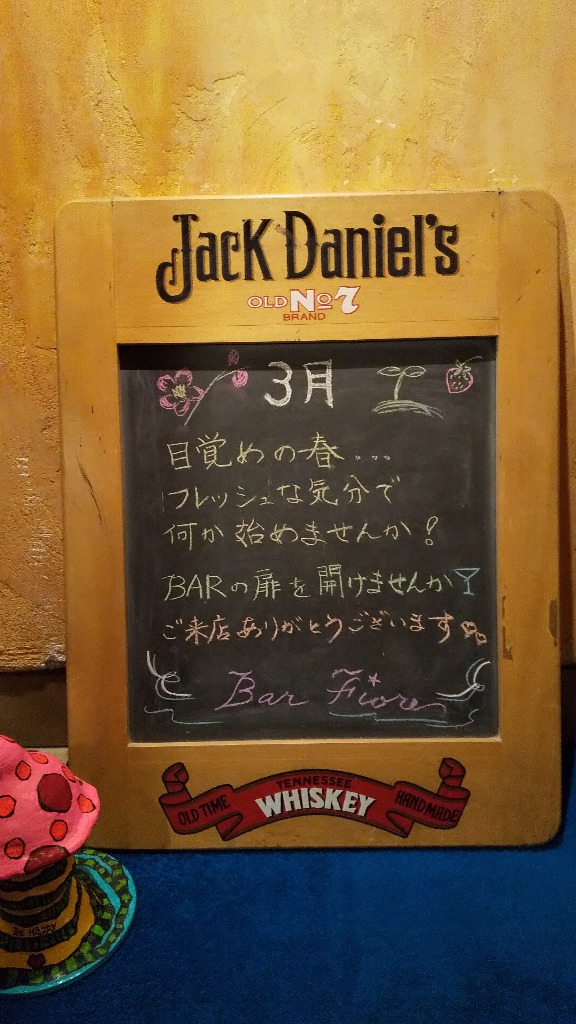 Jack Daniel's
OLD No 7
BRAND
3月
目覚めの春...
フレッシュな気分で
何か始めませんか!
BARの扉を開けませんか
ご来店ありがとうございます
Bar Fiore
TENNESSEE
OLD TIME WHISKEY HAND MADE